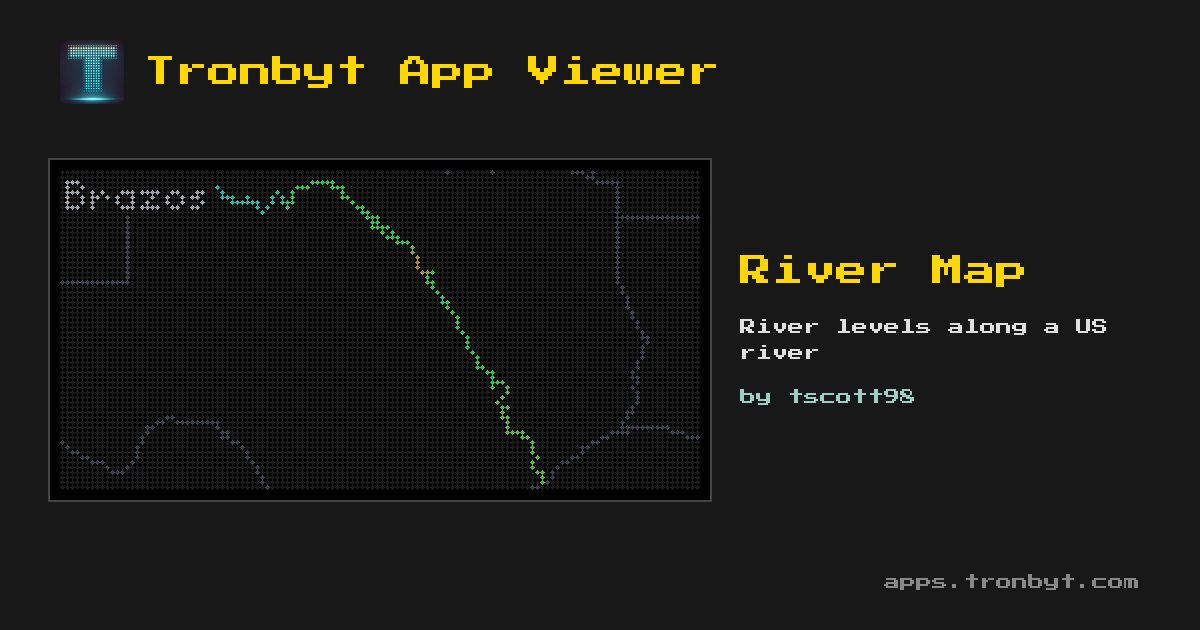 T
Tronbyt App Viewer
Brazos
River Map
River levels along a US
river
by tscott98
apps.tronbyt.com